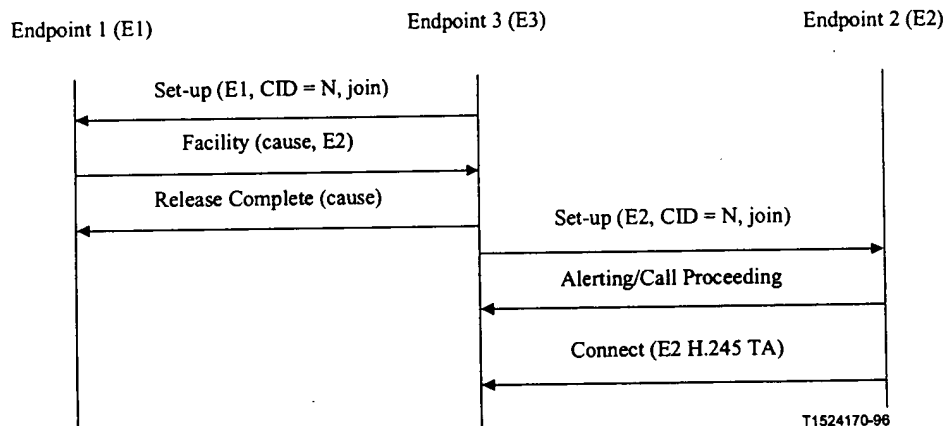 Endpoint 1 (E1)
Endpoint 3 (E3)
Endpoint 2 (E2)
Set-up (E1, CID = N, join)
Facility (cause, E2)
Release Complete (cause)
Set-up (E2, CID = N, join)
Alerting/Call Proceeding
Connect (E2 H.245 TA)
T1524170-96